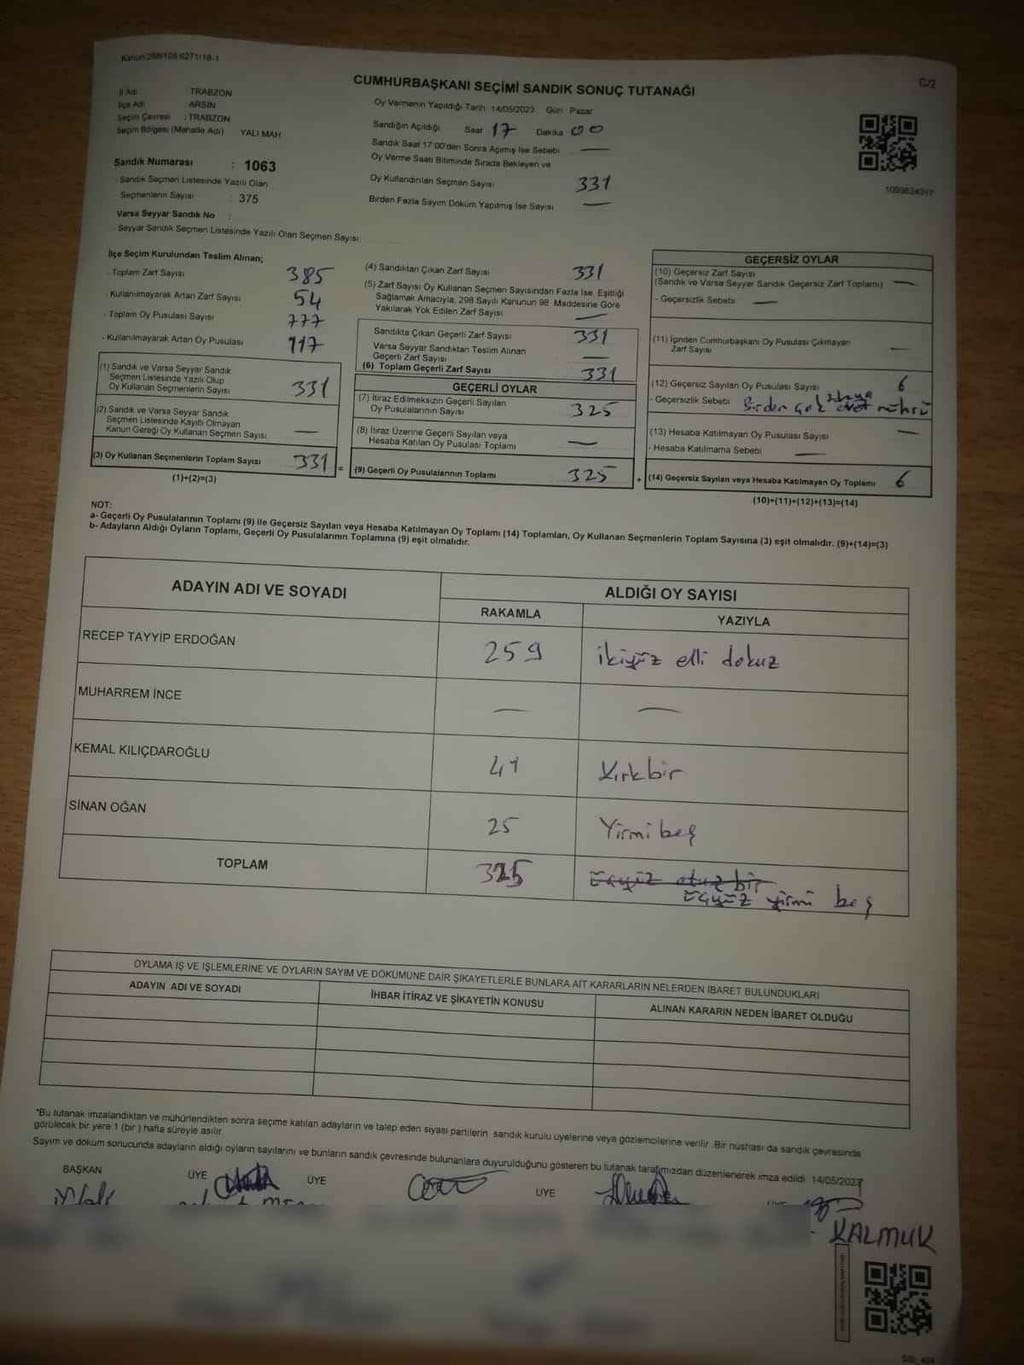 Kanun:298/108 6271/18-1
C/2
CUMHURBAŞKANI SEÇİMİ SANDIK SONUÇ TUTANAĞI
İl Adı : TRABZON
İlçe Adı : ARSİN
Seçim Çevresi : TRABZON
Seçim Bölgesi (Mahalle Adı) YALI MAH
Oy Vermenin Yapıldığı Tarih 14/05/2023 Gün Pazar
Sandığın Açıldığı Saat 17 Dakika 00
Sandık Saat 17:00'den Sonra Açılmış İse Sebebi —
Oy Verme Saati Bitiminde Sırada Bekleyen ve
Oy Kullandırılan Seçmen Sayısı 331
Birden Fazla Sayım Döküm Yapılmış İse Sayısı —
Sandık Numarası : 1063
Sandık Seçmen Listesinde Yazılı Olan
Seçmenlerin Sayısı : 375
Varsa Seyyar Sandık No :
Seyyar Sandık Seçmen Listesinde Yazılı Olan Seçmen Sayısı:
İlçe Seçim Kurulundan Teslim Alınan;
- Toplam Zarf Sayısı 385
- Kullanılmayarak Artan Zarf Sayısı 54
- Toplam Oy Pusulası Sayısı 777
- Kullanılmayarak Artan Oy Pusulası
(1) Sandık ve Varsa Seyyar Sandık
Seçmen Listesinde Yazılı Olup
Oy Kullanan Seçmenlerin Sayısı 331
(2) Sandık ve Varsa Seyyar Sandık
Seçmen Listesinde Kayıtlı Olmayan
Kanun Gereği Oy Kullanan Seçmen Sayısı —
(3) Oy Kullanan Seçmenlerin Toplam Sayısı 331 =
(1)+(2)=(3)
(4) Sandıktan Çıkan Zarf Sayısı 331
(5) Zarf Sayısı Oy Kullanan Seçmen Sayısından Fazla İse, Eşitliği
Sağlamak Amacıyla, 298 Sayılı Kanunun 98. Maddesine Göre
Yakılarak Yok Edilen Zarf Sayısı —
Sandıkta Çıkan Geçerli Zarf Sayısı 331
Varsa Seyyar Sandıktan Teslim Alınan
Geçerli Zarf Sayısı —
(6) Toplam Geçerli Zarf Sayısı 331
GEÇERLİ OYLAR
(7) İtiraz Edilmeksizin Geçerli Sayılan
Oy Pusulalarının Sayısı 325
(8) İtiraz Üzerine Geçerli Sayılan veya
Hesaba Katılan Oy Pusulası Toplamı —
(9) Geçerli Oy Pusulalarının Toplamı 325 +
GEÇERSİZ OYLAR
(10) Geçersiz Zarf Sayısı
(Sandık ve Varsa Seyyar Sandık Geçersiz Zarf Toplamı) —
- Geçersizlik Sebebi —
(11) İçinden Cumhurbaşkanı Oy Pusulası Çıkmayan
Zarf Sayısı —
(12) Geçersiz Sayılan Oy Pusulası Sayısı 6
- Geçersizlik Sebebi Birden çok evet mührü
(13) Hesaba Katılmayan Oy Pusulası Sayısı —
- Hesaba Katılmama Sebebi —
(14) Geçersiz Sayılan veya Hesaba Katılmayan Oy Toplamı 6
(10)+(11)+(12)+(13)=(14)
NOT:
a- Geçerli Oy Pusulalarının Toplamı (9) ile Geçersiz Sayılan veya Hesaba Katılmayan Oy Toplamı (14) Toplamları, Oy Kullanan Seçmenlerin Toplam Sayısına (3) eşit olmalıdır. (9)+(14)=(3)
b- Adayların Aldığı Oyların Toplamı, Geçerli Oy Pusulalarının Toplamına (9) eşit olmalıdır.
ADAYIN ADI VE SOYADI
ALDIĞI OY SAYISI
RAKAMLA YAZIYLA
RECEP TAYYİP ERDOĞAN 259 ikiyüz elli dokuz
MUHARREM İNCE — —
KEMAL KILIÇDAROĞLU 41 Kırkbir
SİNAN OĞAN 25 Yirmi beş
TOPLAM 325 üçyüz otuz bir
üçyüz yirmi beş
OYLAMA İŞ VE İŞLEMLERİNE VE OYLARIN SAYIM VE DÖKÜMÜNE DAİR ŞİKAYETLERLE BUNLARA AİT KARARLARIN NELERDEN İBARET BULUNDUKLARI
ADAYIN ADI VE SOYADI İHBAR İTİRAZ VE ŞİKAYETİN KONUSU ALINAN KARARIN NEDEN İBARET OLDUĞU
*Bu tutanak imzalandıktan ve mühürlendikten sonra seçime katılan adayların ve talep eden siyasi partilerin sandık kurulu üyelerine veya gözlemcilerine verilir. Bir nüshası da sandık çevresinde
görülecek bir yere 1 (bir) hafta süreyle asılır.
Sayım ve döküm sonucunda adayların aldığı oyların sayılarını ve bunların sandık çevresinde bulunanlara duyurulduğunu gösteren bu tutanak tarafımızdan düzenlenerek imza edildi. 14/05/2023
BAŞKAN ÜYE ÜYE ÜYE
KALMUK